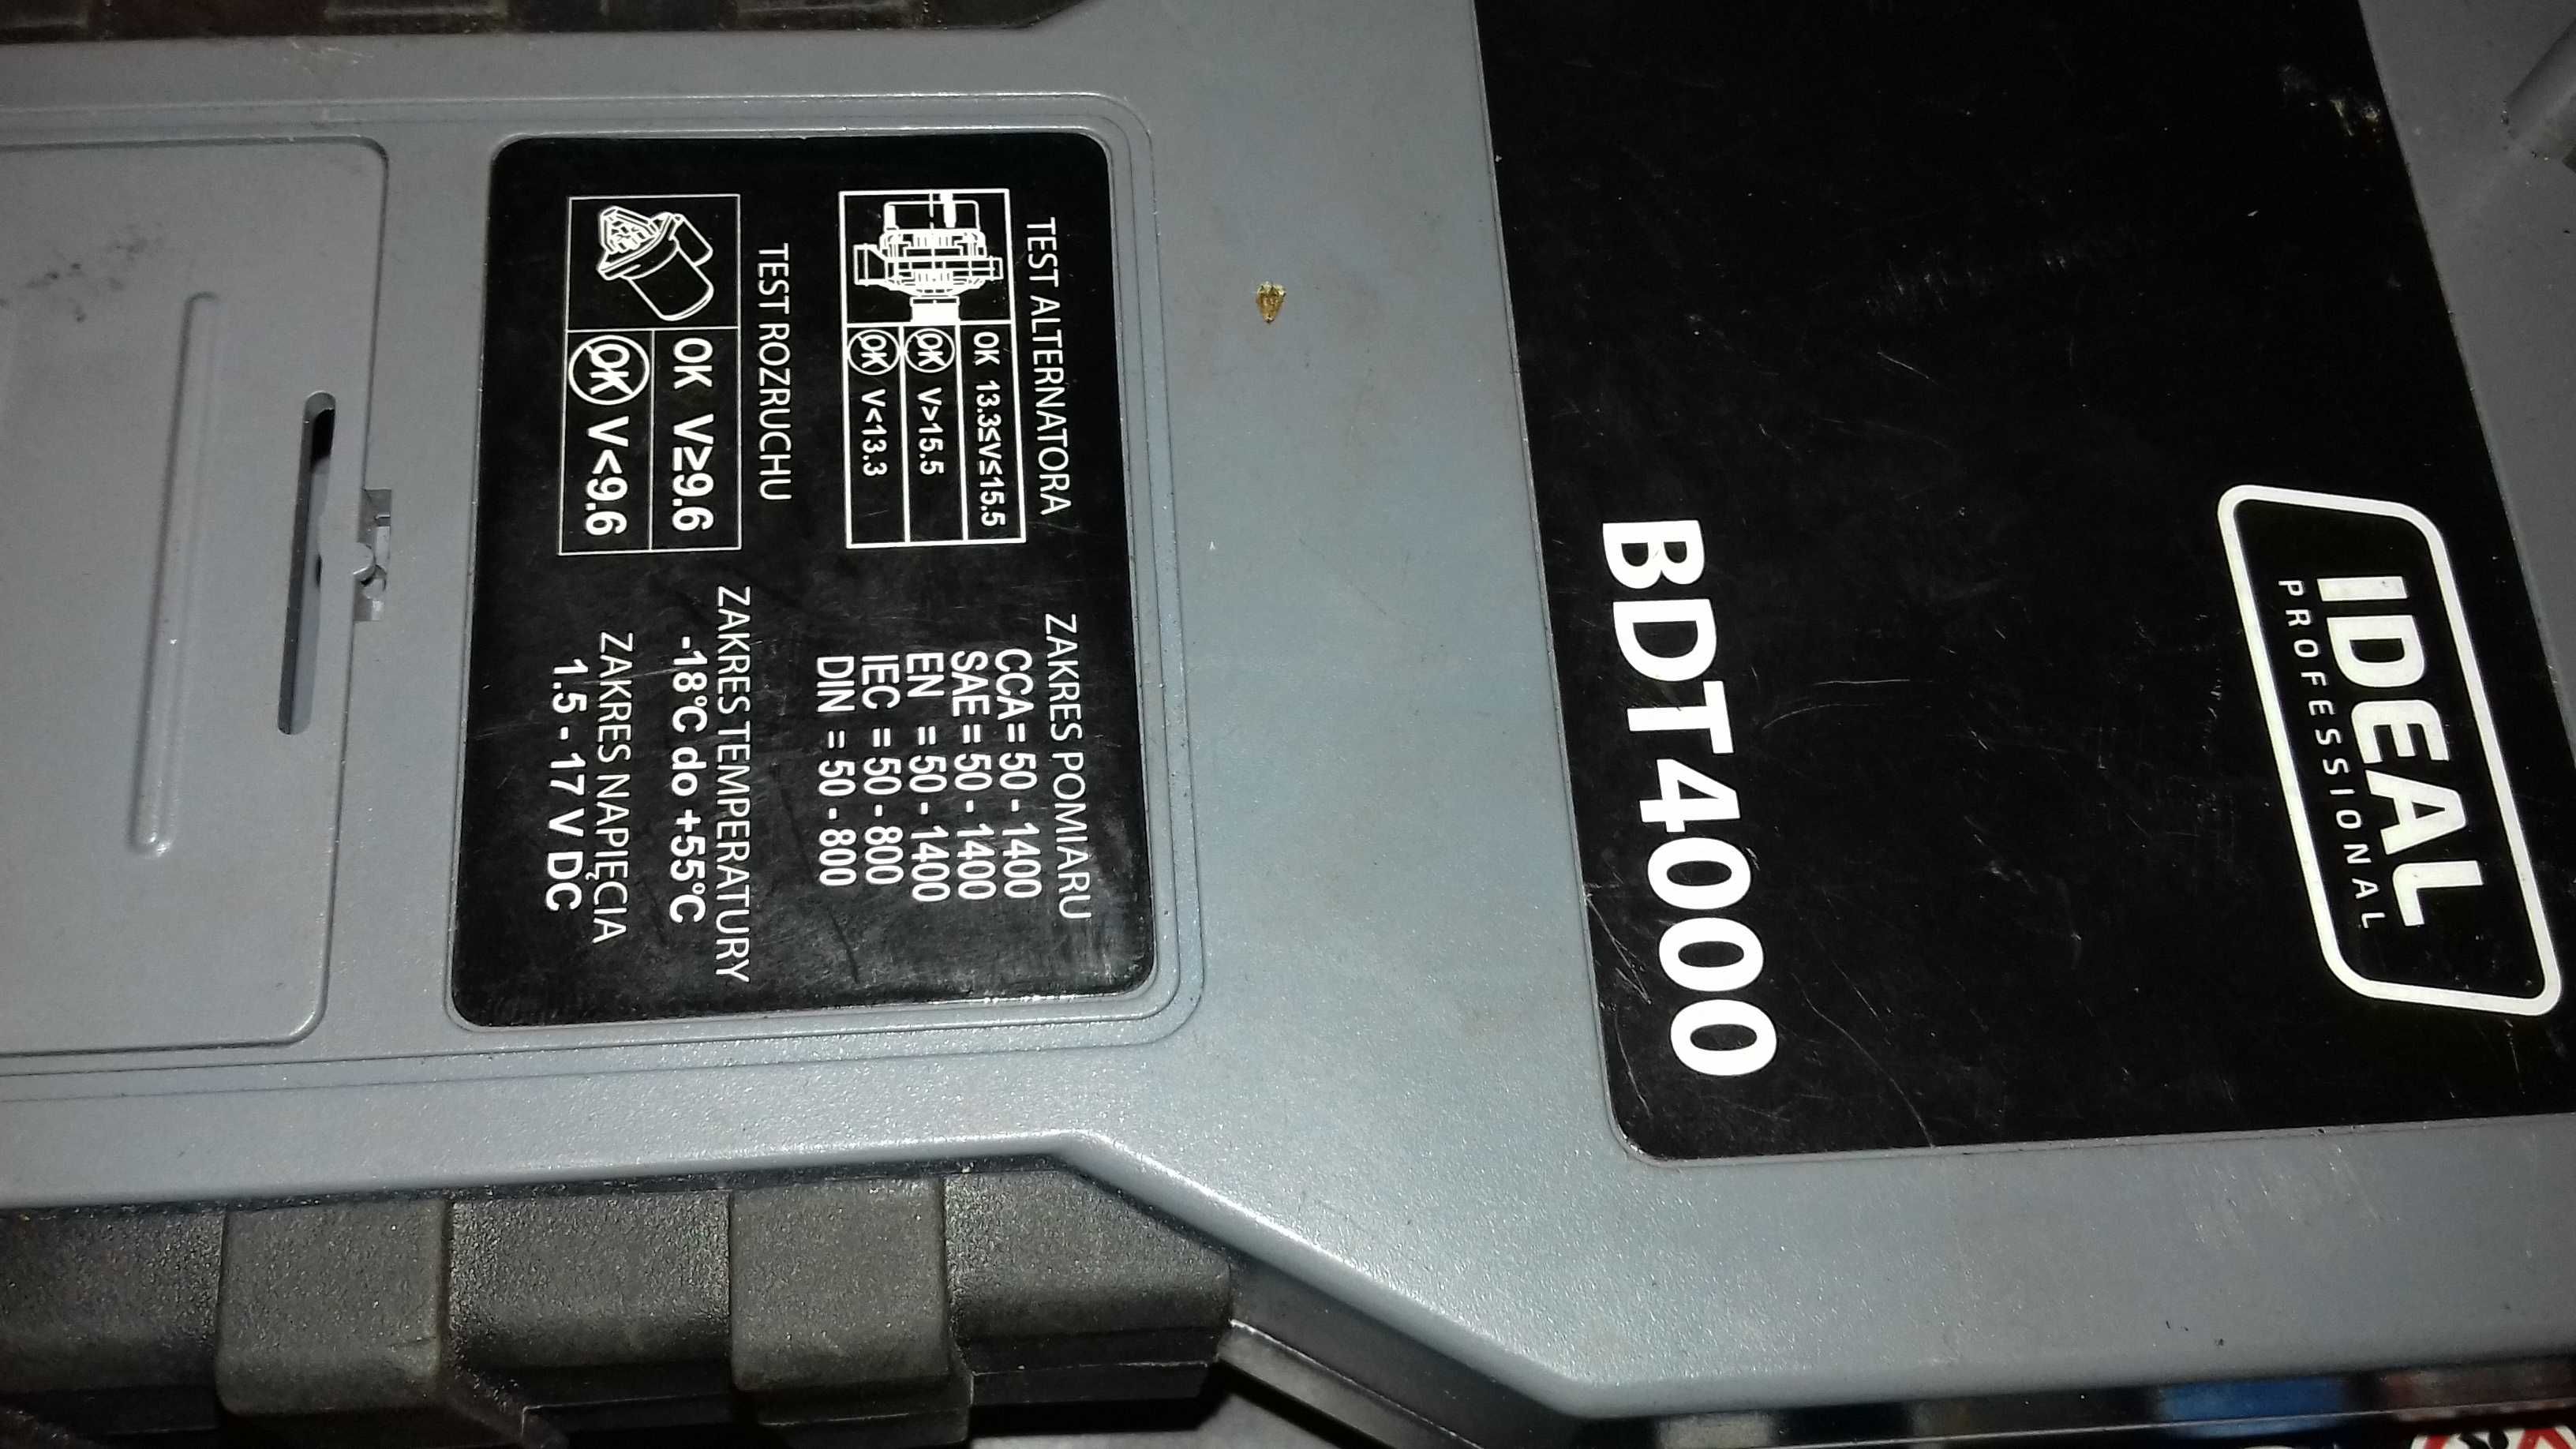 IDEAL
PROFESSIONAL
BDT4000
TEST ALTERNATORA
OK 13.3≤V≤15.5
OK V>15.5
OK V<13.3
TEST ROZRUCHU
OK V≥9.6
OK V<9.6
ZAKRES POMIARU
CCA = 50 - 1400
SAE = 50 - 1400
EN = 50 - 1400
IEC = 50 - 800
DIN = 50 - 800
ZAKRES TEMPERATURY
-18°C do +55°C
ZAKRES NAPIĘCIA
1.5 - 17 V DC